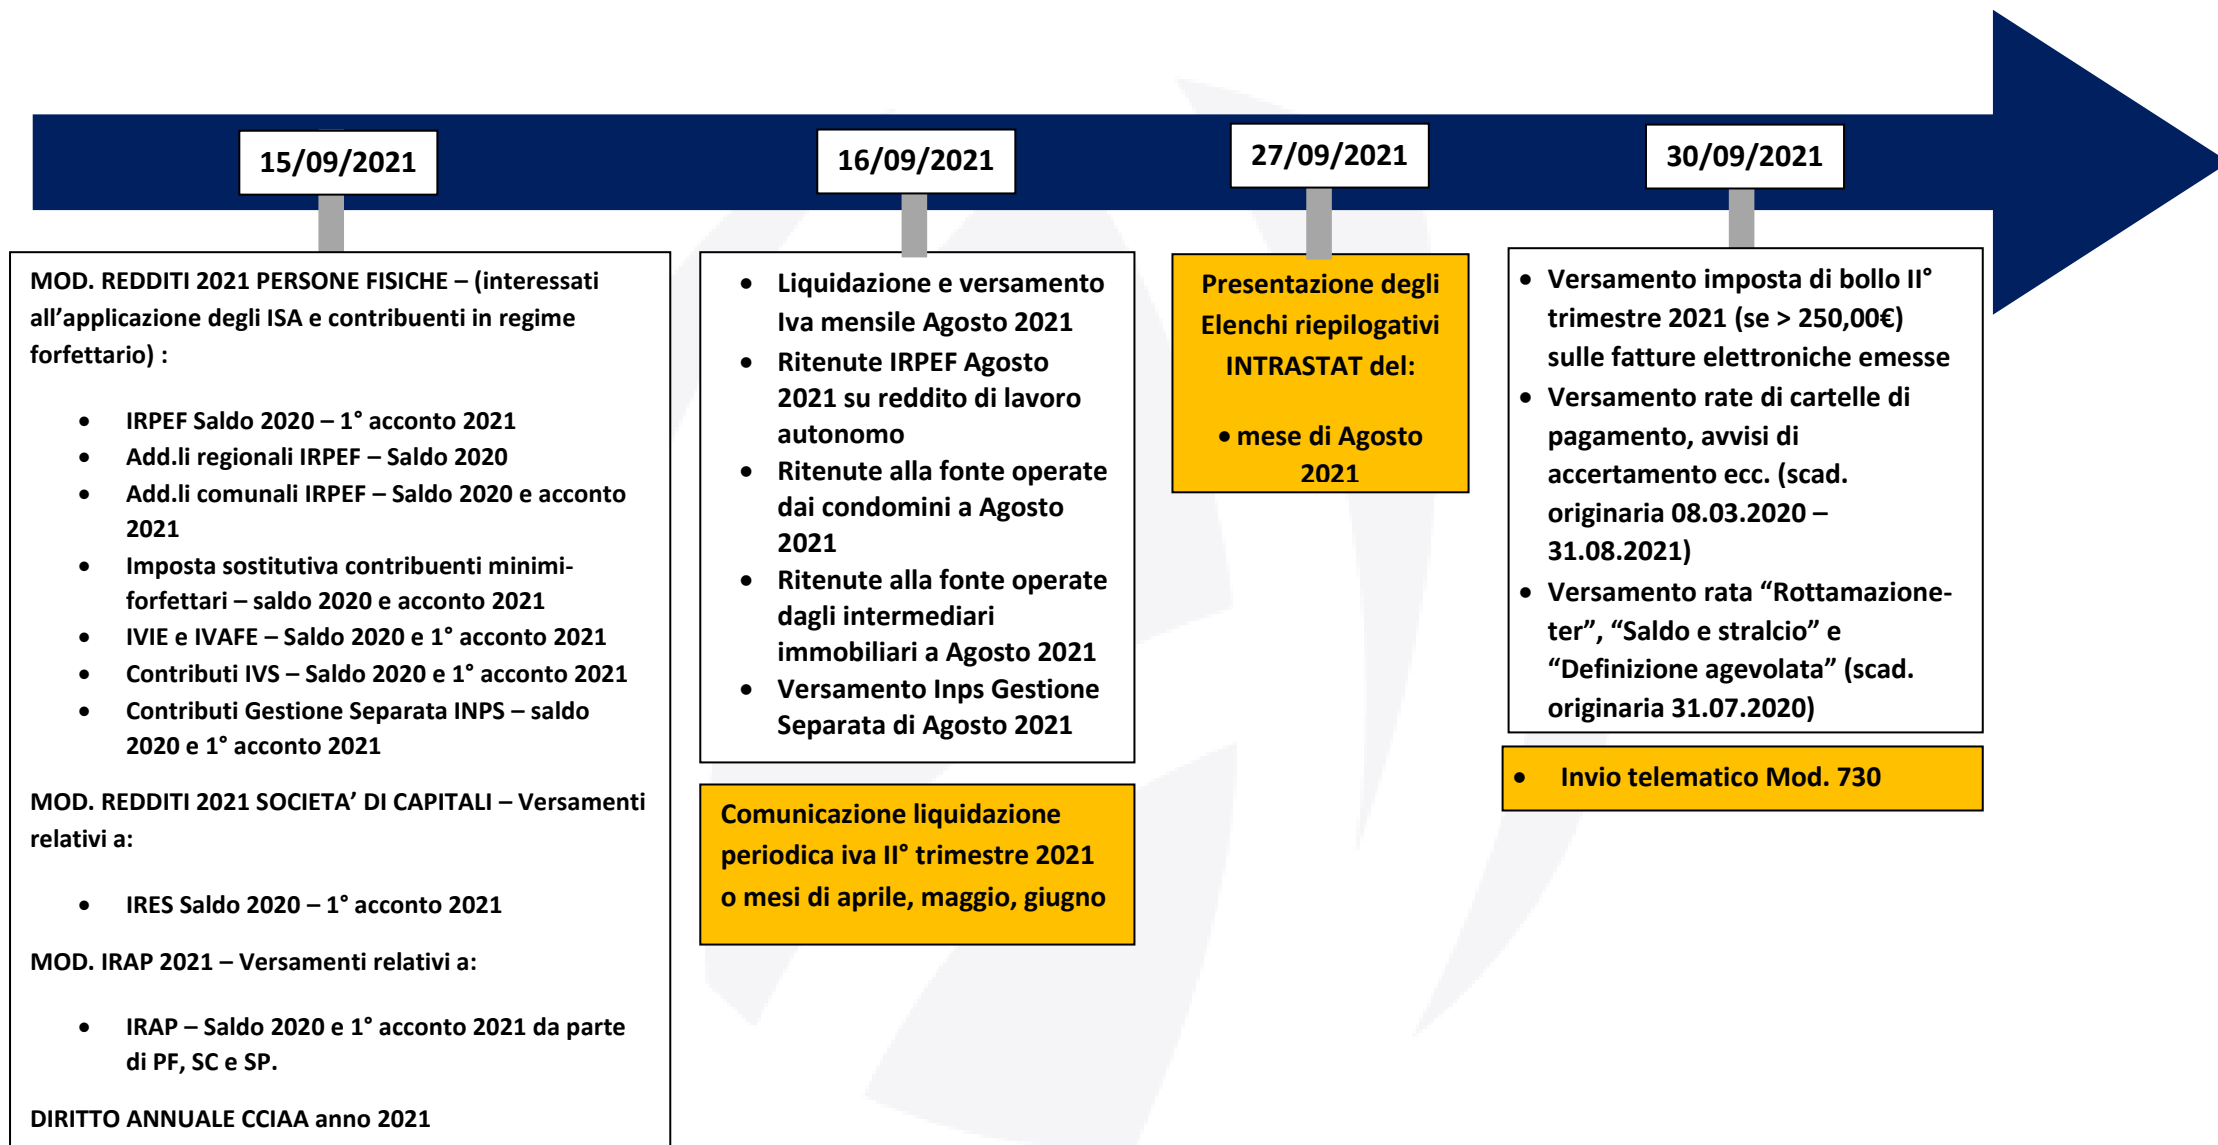 15/09/2021
MOD. REDDITI 2021 PERSONE FISICHE – (interessati
all’applicazione degli ISA e contribuenti in regime
forfettario) :
• IRPEF Saldo 2020 – 1° acconto 2021
• Add.li regionali IRPEF – Saldo 2020
• Add.li comunali IRPEF – Saldo 2020 e acconto
2021
• Imposta sostitutiva contribuenti minimi-
forfettari – saldo 2020 e acconto 2021
• IVIE e IVAFE – Saldo 2020 e 1° acconto 2021
• Contributi IVS – Saldo 2020 e 1° acconto 2021
• Contributi Gestione Separata INPS – saldo
2020 e 1° acconto 2021
MOD. REDDITI 2021 SOCIETA’ DI CAPITALI – Versamenti
relativi a:
• IRES Saldo 2020 – 1° acconto 2021
MOD. IRAP 2021 – Versamenti relativi a:
• IRAP – Saldo 2020 e 1° acconto 2021 da parte
di PF, SC e SP.
DIRITTO ANNUALE CCIAA anno 2021
16/09/2021
• Liquidazione e versamento
Iva mensile Agosto 2021
• Ritenute IRPEF Agosto
2021 su reddito di lavoro
autonomo
• Ritenute alla fonte operate
dai condomini a Agosto
2021
• Ritenute alla fonte operate
dagli intermediari
immobiliari a Agosto 2021
• Versamento Inps Gestione
Separata di Agosto 2021
Comunicazione liquidazione
periodica iva II° trimestre 2021
o mesi di aprile, maggio, giugno
27/09/2021
Presentazione degli
Elenchi riepilogativi
INTRASTAT del:
• mese di Agosto
2021
30/09/2021
• Versamento imposta di bollo II°
trimestre 2021 (se > 250,00€)
sulle fatture elettroniche emesse
• Versamento rate di cartelle di
pagamento, avvisi di
accertamento ecc. (scad.
originaria 08.03.2020 –
31.08.2021)
• Versamento rata “Rottamazione-
ter”, “Saldo e stralcio” e
“Definizione agevolata” (scad.
originaria 31.07.2020)
• Invio telematico Mod. 730